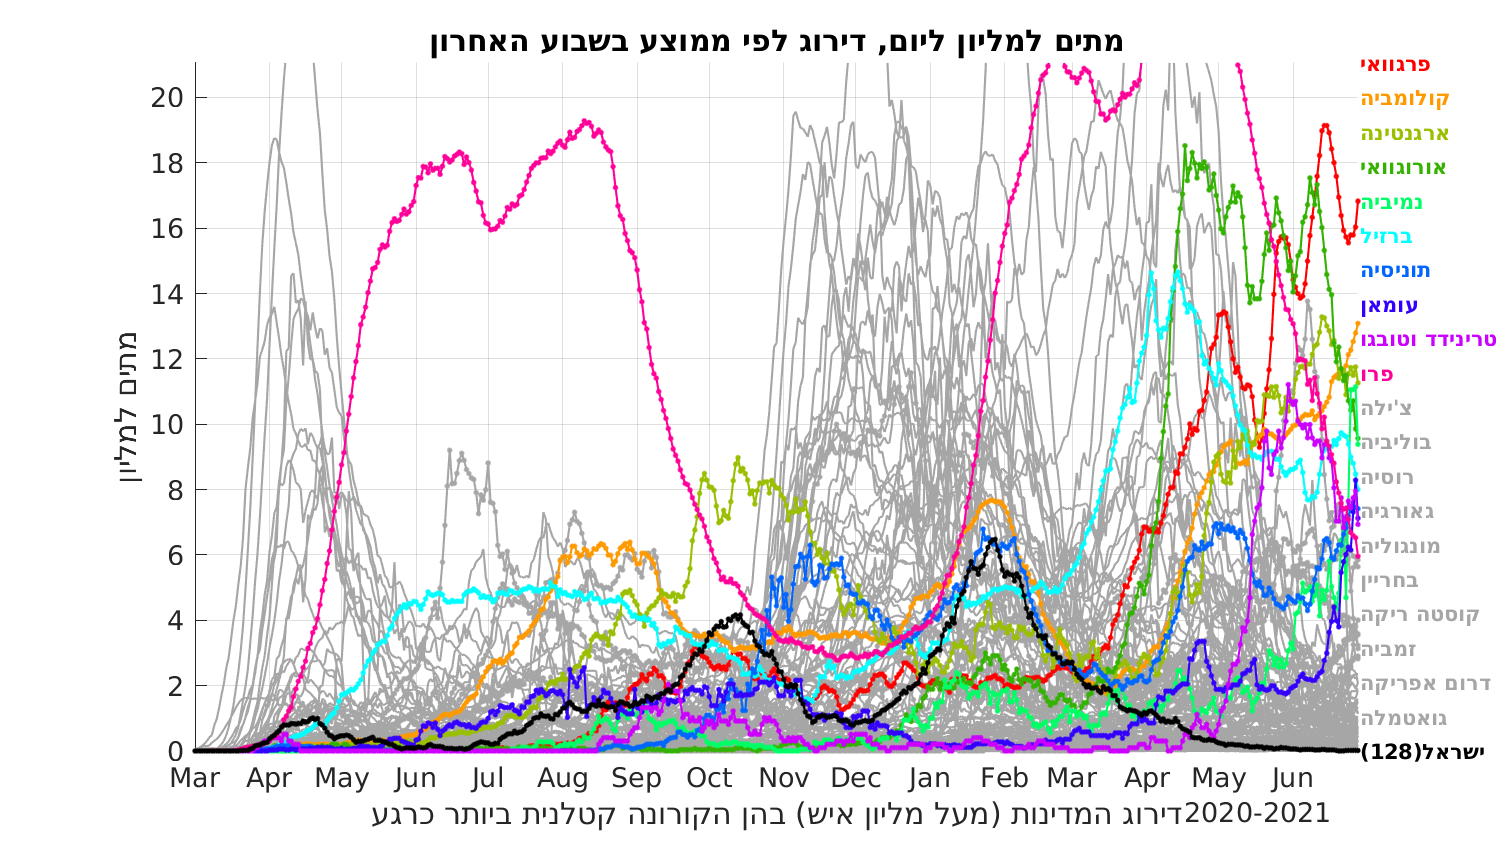 מתים למליון ליום, דירוג לפי ממוצע בשבוע האחרון
מתים למליון
20
18
16
14
12
10
8
6
4
2
0
Mar Apr May Jun Jul Aug Sep Oct Nov Dec Jan Feb Mar Apr May Jun
דירוג המדינות (מעל מליון איש) בהן הקורונה קטלנית ביותר כרגע2020-2021
פרגוואי
קולומביה
ארגנטינה
אורוגוואי
נמיביה
ברזיל
תוניסיה
עומאן
טרינידד וטובגו
פרו
צ'ילה
בוליביה
רוסיה
גאורגיה
מונגוליה
בחריין
קוסטה ריקה
זמביה
דרום אפריקה
גואטמלה
ישראל(128)